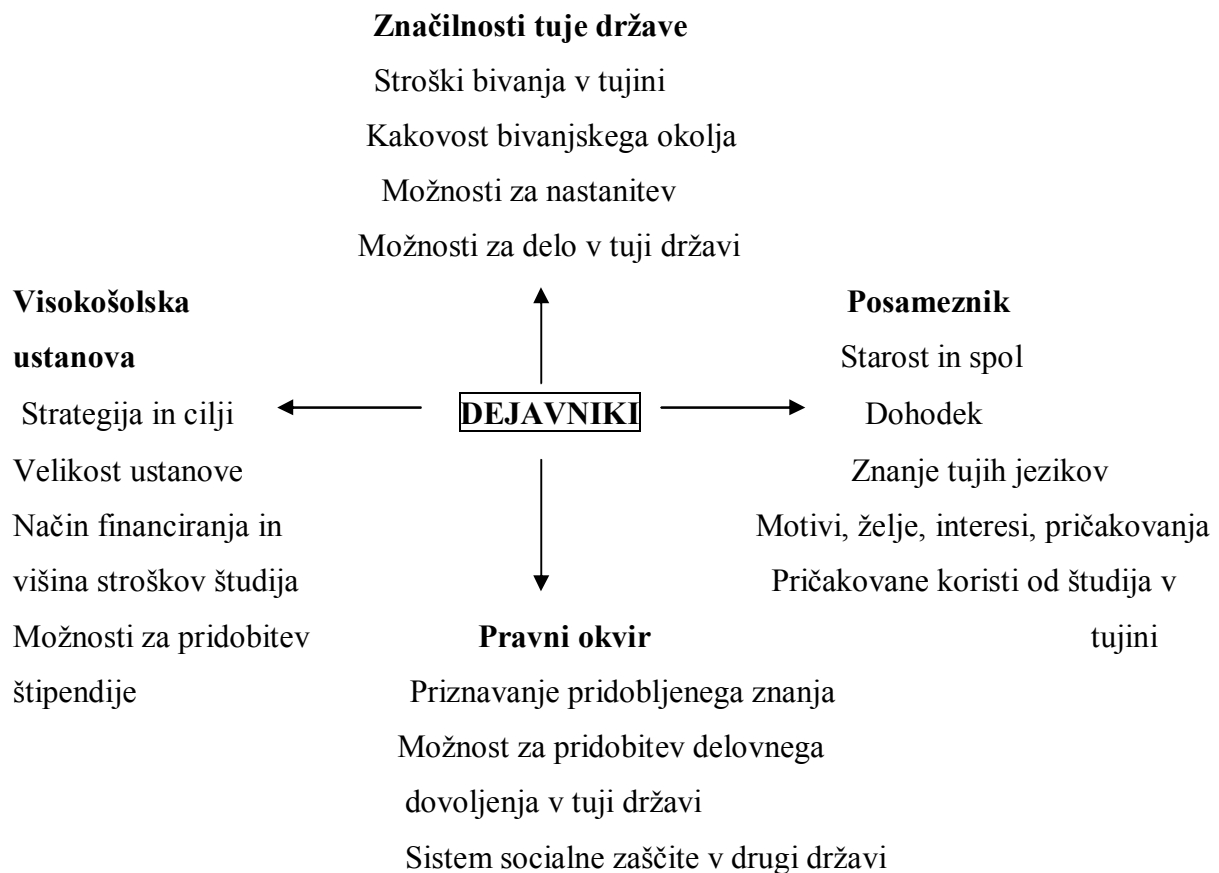 Značilnosti tuje države
Stroški bivanja v tujini
Kakovost bivanjskega okolja
Možnosti za nastanitev
Možnosti za delo v tuji državi
Visokošolska
ustanova
Strategija in cilji
Velikost ustanove
Način financiranja in
višina stroškov študija
Možnosti za pridobitev
štipendije
DEJAVNIKI
Posameznik
Starost in spol
Dohodek
Znanje tujih jezikov
Motivi, želje, interesi, pričakovanja
Pričakovane koristi od študija v
tujini
Pravni okvir
Priznavanje pridobljenega znanja
Možnost za pridobitev delovnega
dovoljenja v tuji državi
Sistem socialne zaščite v drugi državi